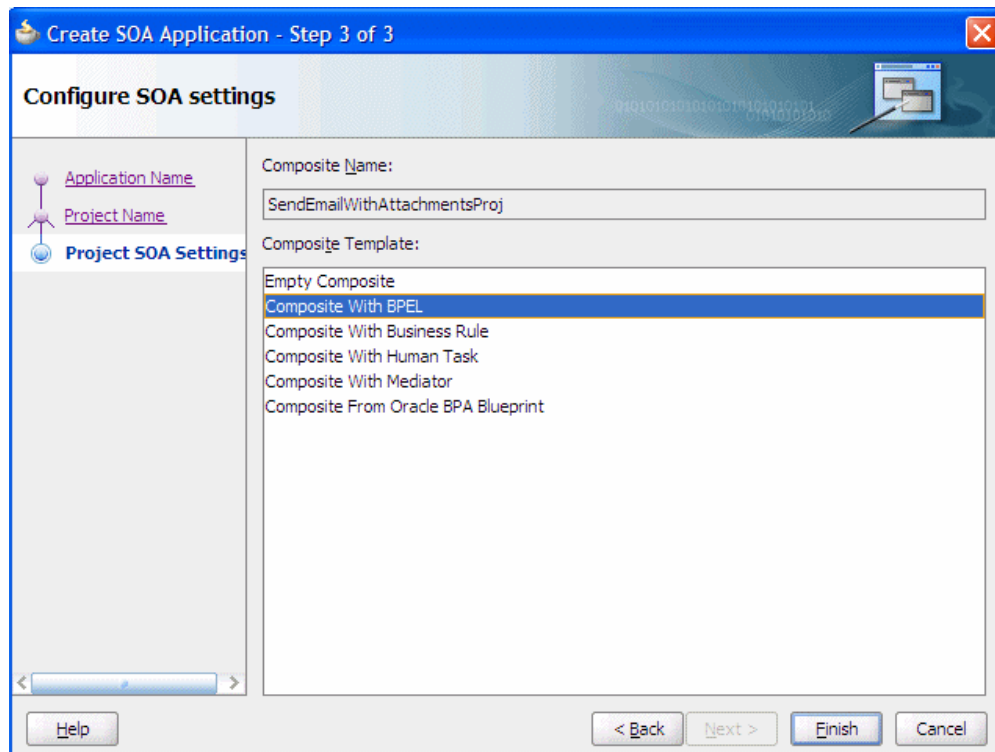 Create SOA Application - Step 3 of 3
Configure SOA settings
Application Name
Project Name
Project SOA Settings
Composite Name:
SendEmailWithAttachmentsProj
Composite Template:
Empty Composite
Composite With BPEL
Composite With Business Rule
Composite With Human Task
Composite With Mediator
Composite From Oracle BPA Blueprint
Help
< Back
Next >
Finish
Cancel